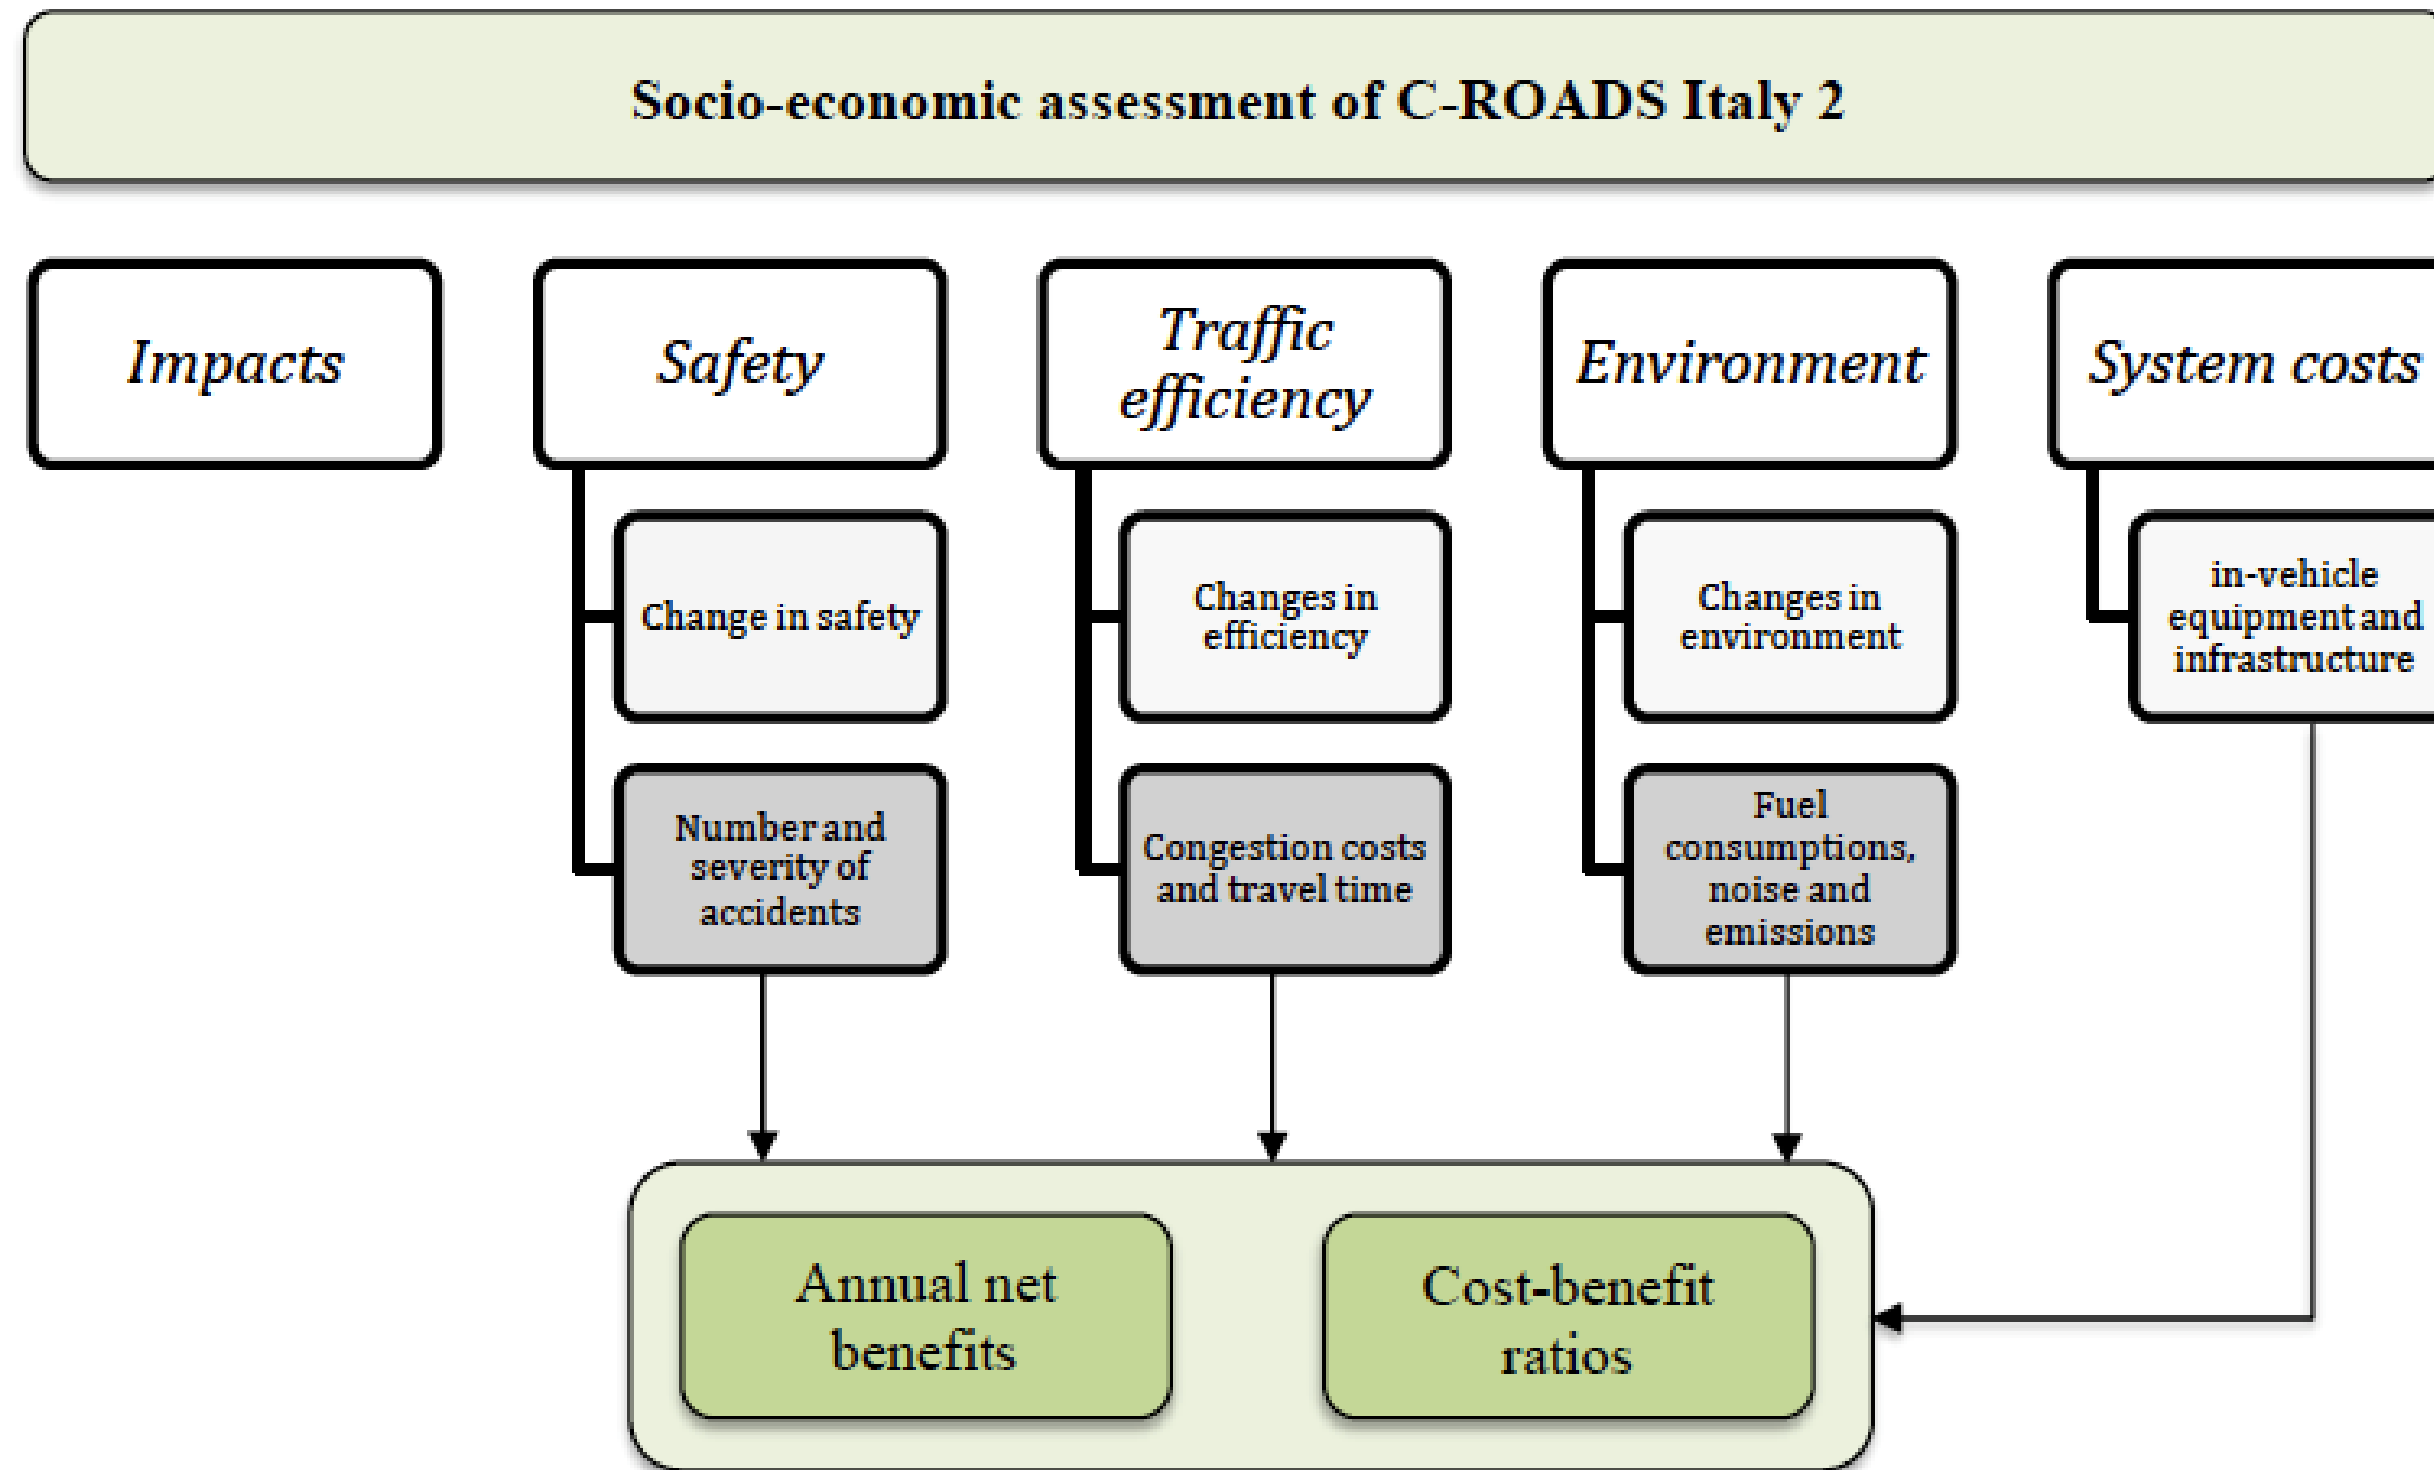 Socio-economic assessment of C-ROADS Italy 2
Impacts
Safety
Traffic
efficiency
Environment
System costs
Change in safety
Changes in
efficiency
Changes in
environment
in-vehicle
equipment and
infrastructure
Number and
severity of
accidents
Congestion costs
and travel time
Fuel
consumptions,
noise and
emissions
Annual net
benefits
Cost-benefit
ratios